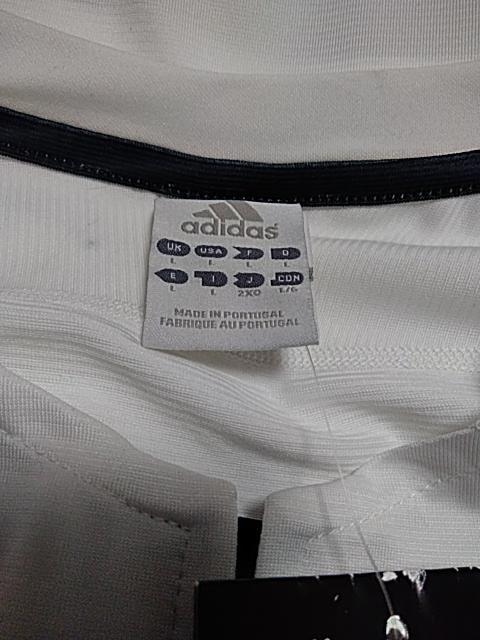 adidas
UK USA F D
L L L L
E I J CDN
L L 2XO L/G
MADE IN PORTUGAL
FABRIQUE AU PORTUGAL